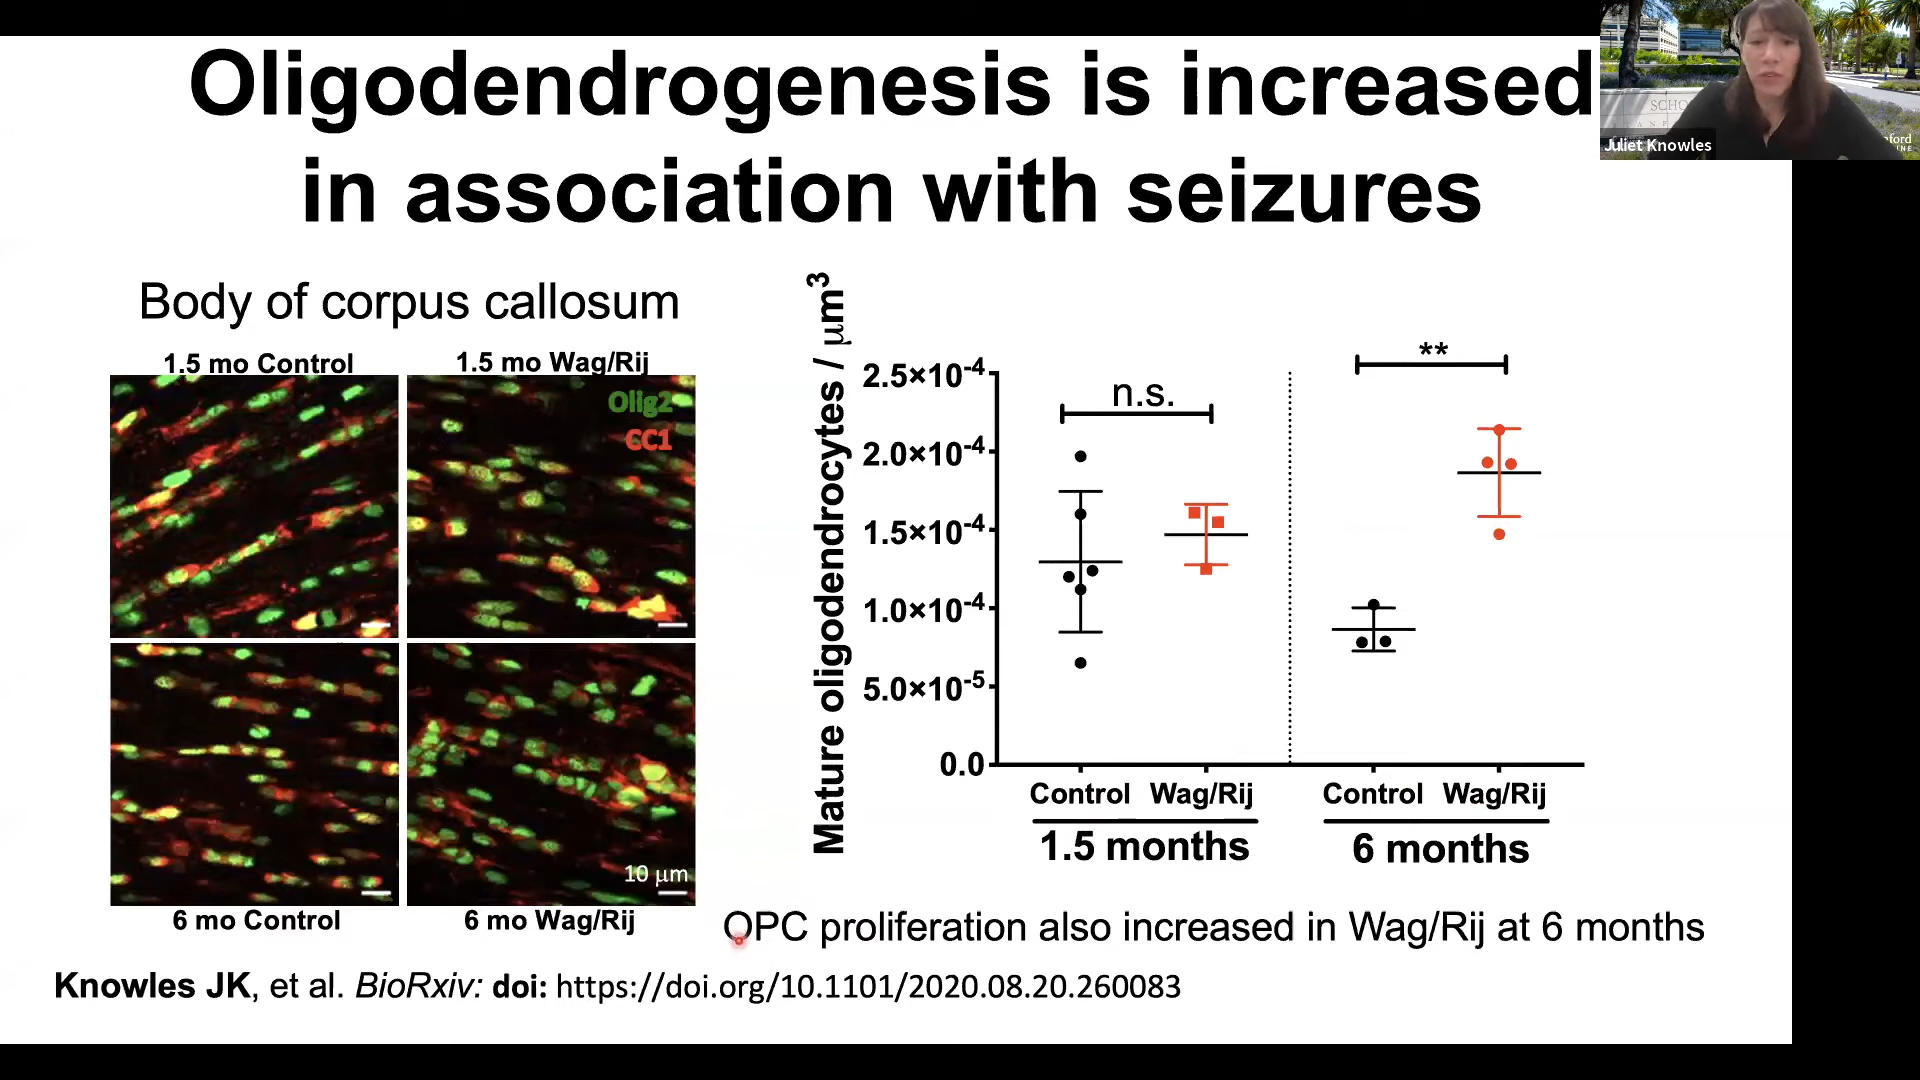 Oligodendrogenesis is increased
in association with seizures
Juliet Knowles
Body of corpus callosum
1.5 mo Control
1.5 mo Wag/Rij
Olig2
CC1
10 µm
6 mo Control
6 mo Wag/Rij
Mature oligodendrocytes / µm³
2.5×10⁻⁴
2.0×10⁻⁴
1.5×10⁻⁴
1.0×10⁻⁴
5.0×10⁻⁵
0.0
n.s.
**
Control Wag/Rij
1.5 months
Control Wag/Rij
6 months
OPC proliferation also increased in Wag/Rij at 6 months
Knowles JK, et al. BioRxiv: doi: https://doi.org/10.1101/2020.08.20.260083